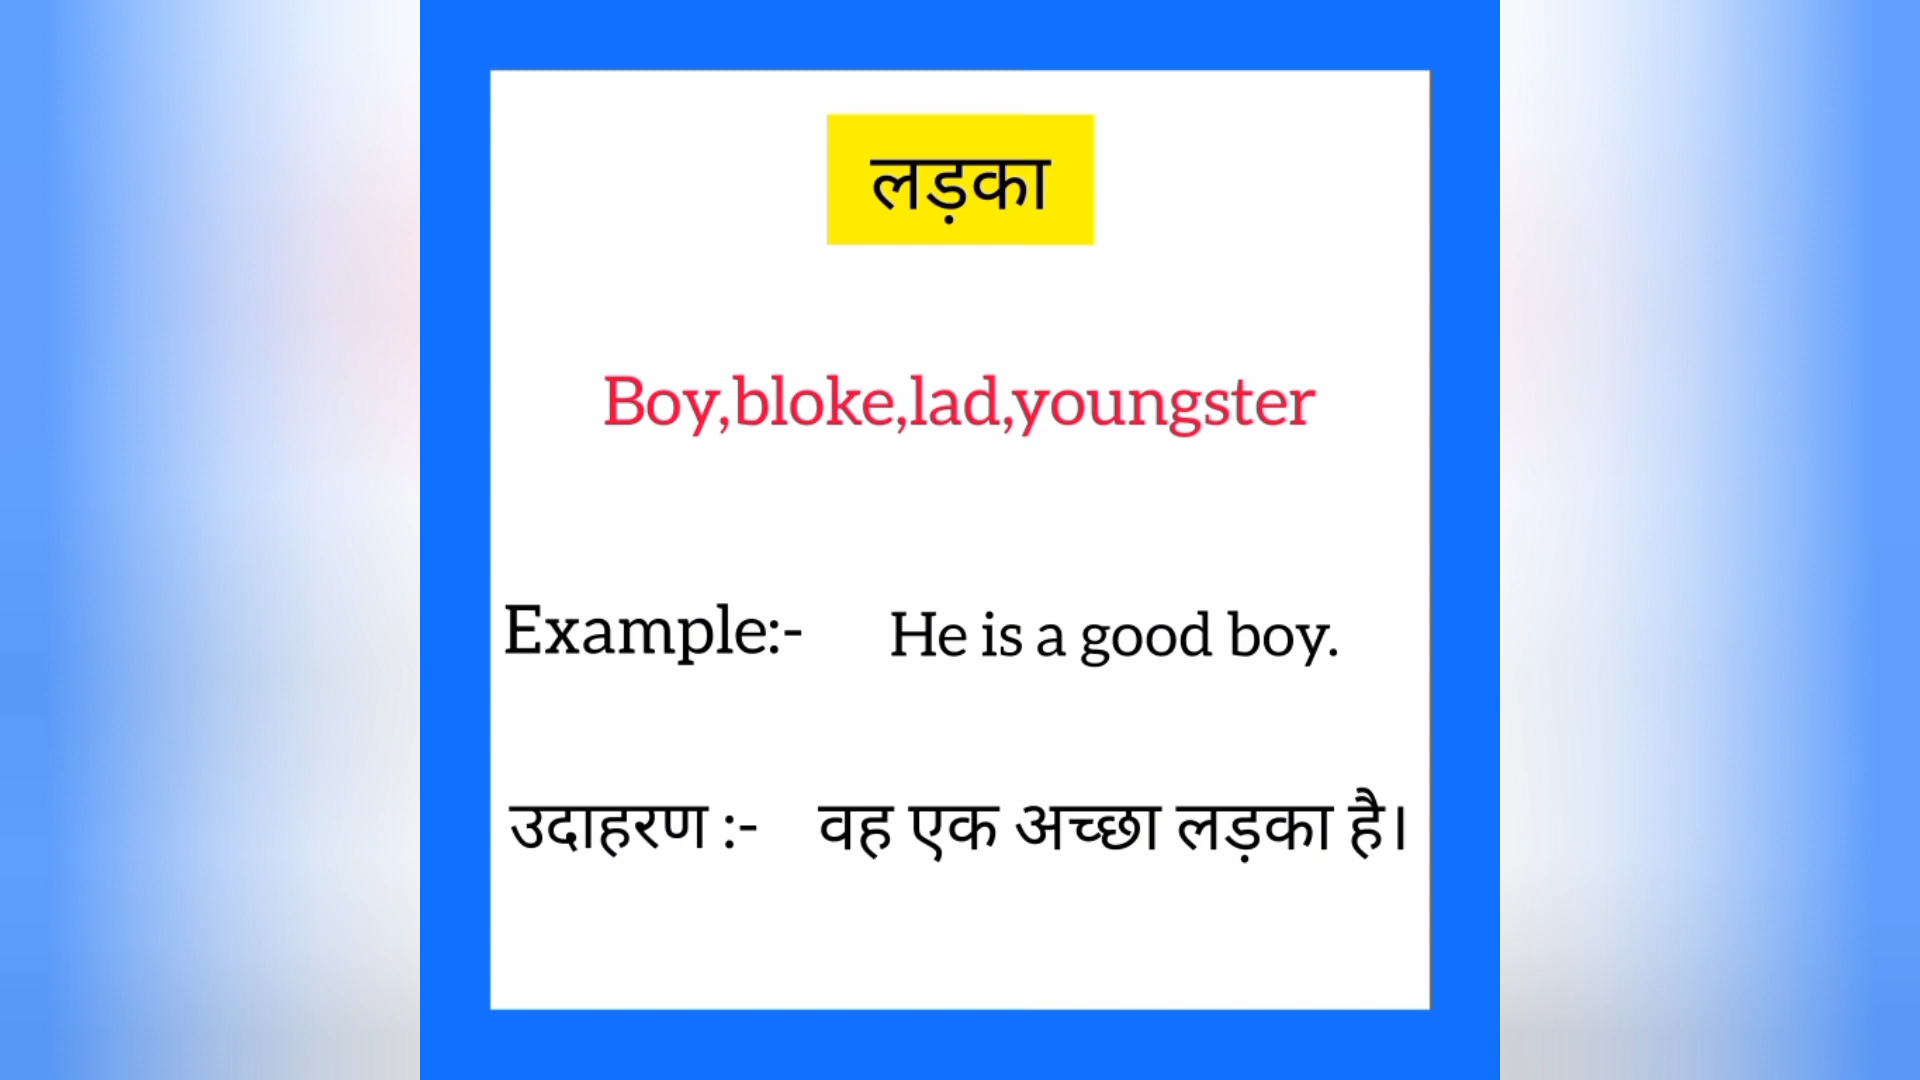 लड़का
Boy,bloke,lad,youngster
Example:- He is a good boy.
उदाहरण :- वह एक अच्छा लड़का है।